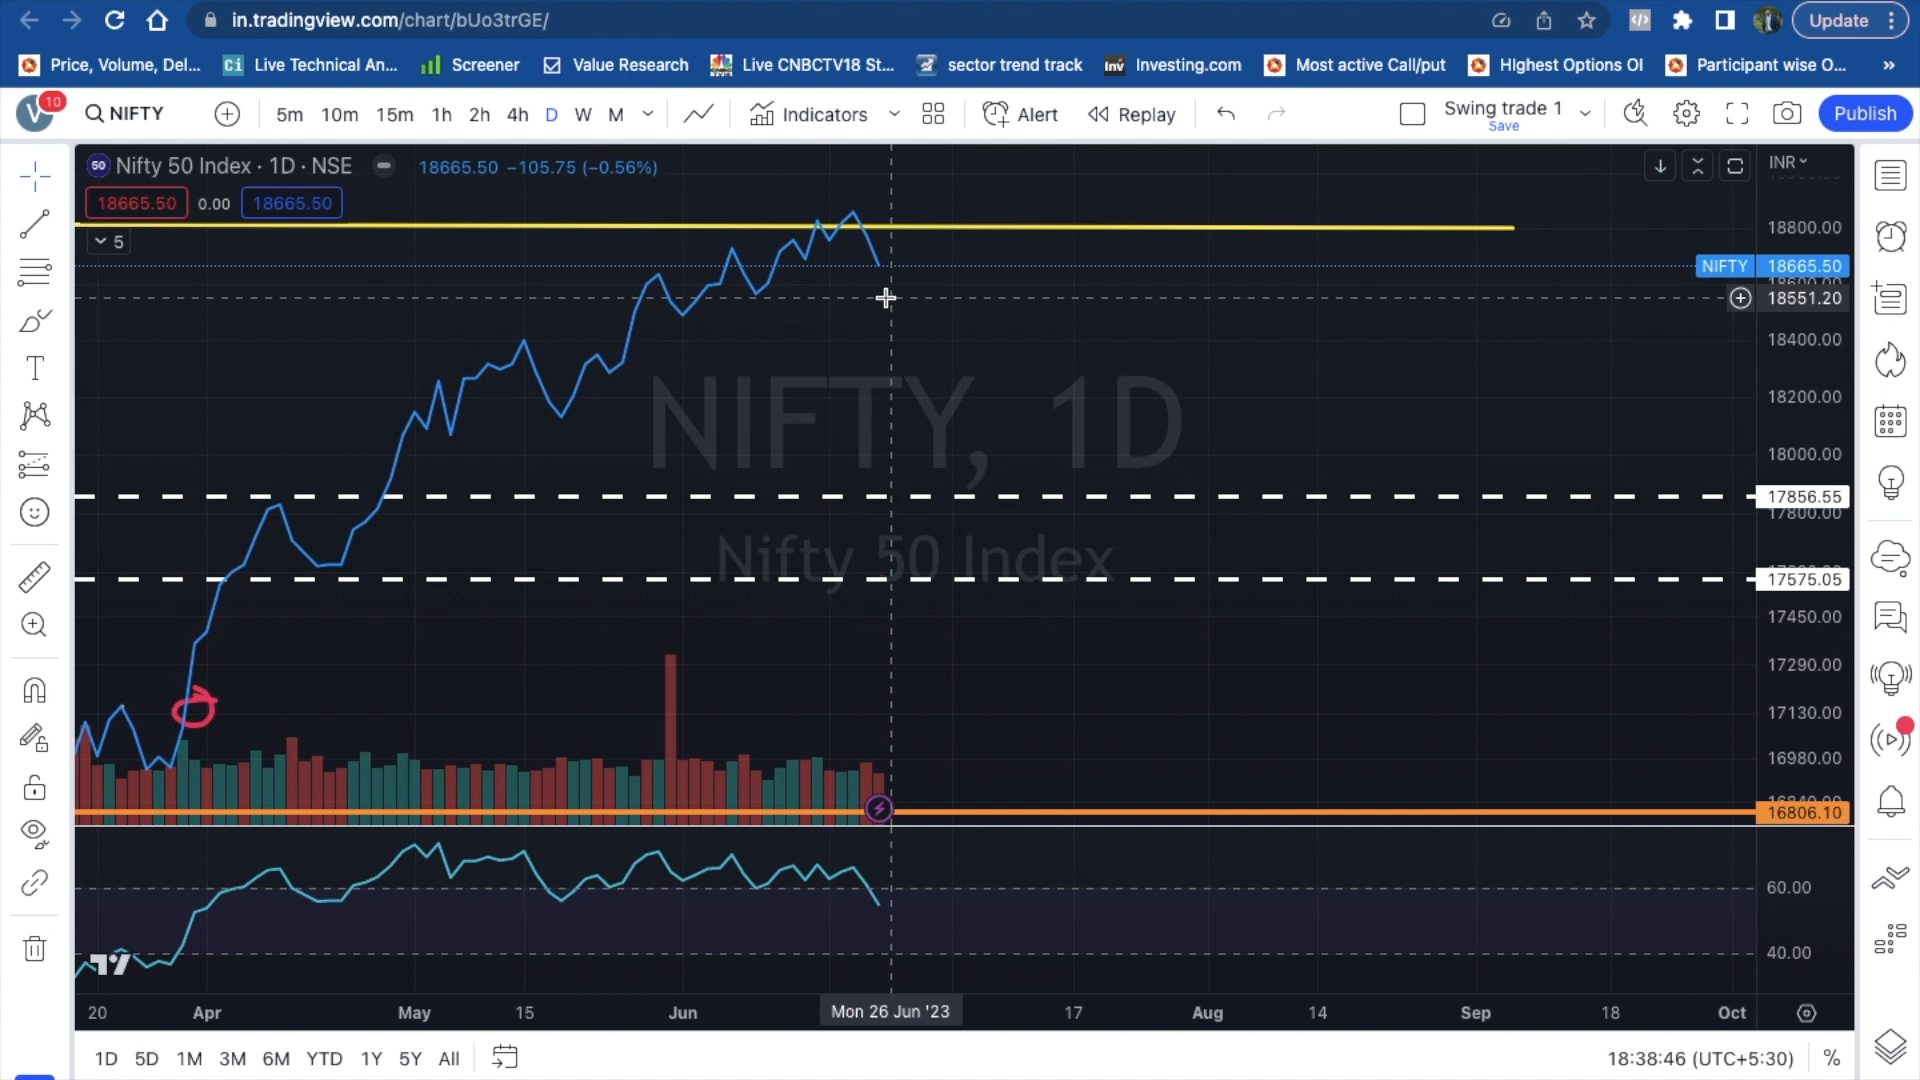 in.tradingview.com/chart/bUo3trGE/
Update
Price, Volume, Del...
Ci
Live Technical An...
Screener
Value Research
Live CNBCTV18 St...
sector trend track
Inv
Investing.com
Most active Call/put
HIghest Options OI
Participant wise O...
»
V
10
NIFTY
5m 10m 15m 1h 2h 4h D W M
Indicators
Alert
Replay
Swing trade 1
Save
Publish
50
Nifty 50 Index · 1D · NSE
18665.50 −105.75 (−0.56%)
INR
18665.50
0.00
18665.50
5
18800.00
NIFTY 18665.50
18551.20
18400.00
18200.00
18000.00
17856.55
17800.00
17575.05
17450.00
17290.00
17130.00
16980.00
16806.10
NIFTY, 1D
Nifty 50 Index
60.00
40.00
20 Apr May 15 Jun Mon 26 Jun '23 17 Aug 14 Sep 18 Oct
1D 5D 1M 3M 6M YTD 1Y 5Y All
18:38:46 (UTC+5:30)
%